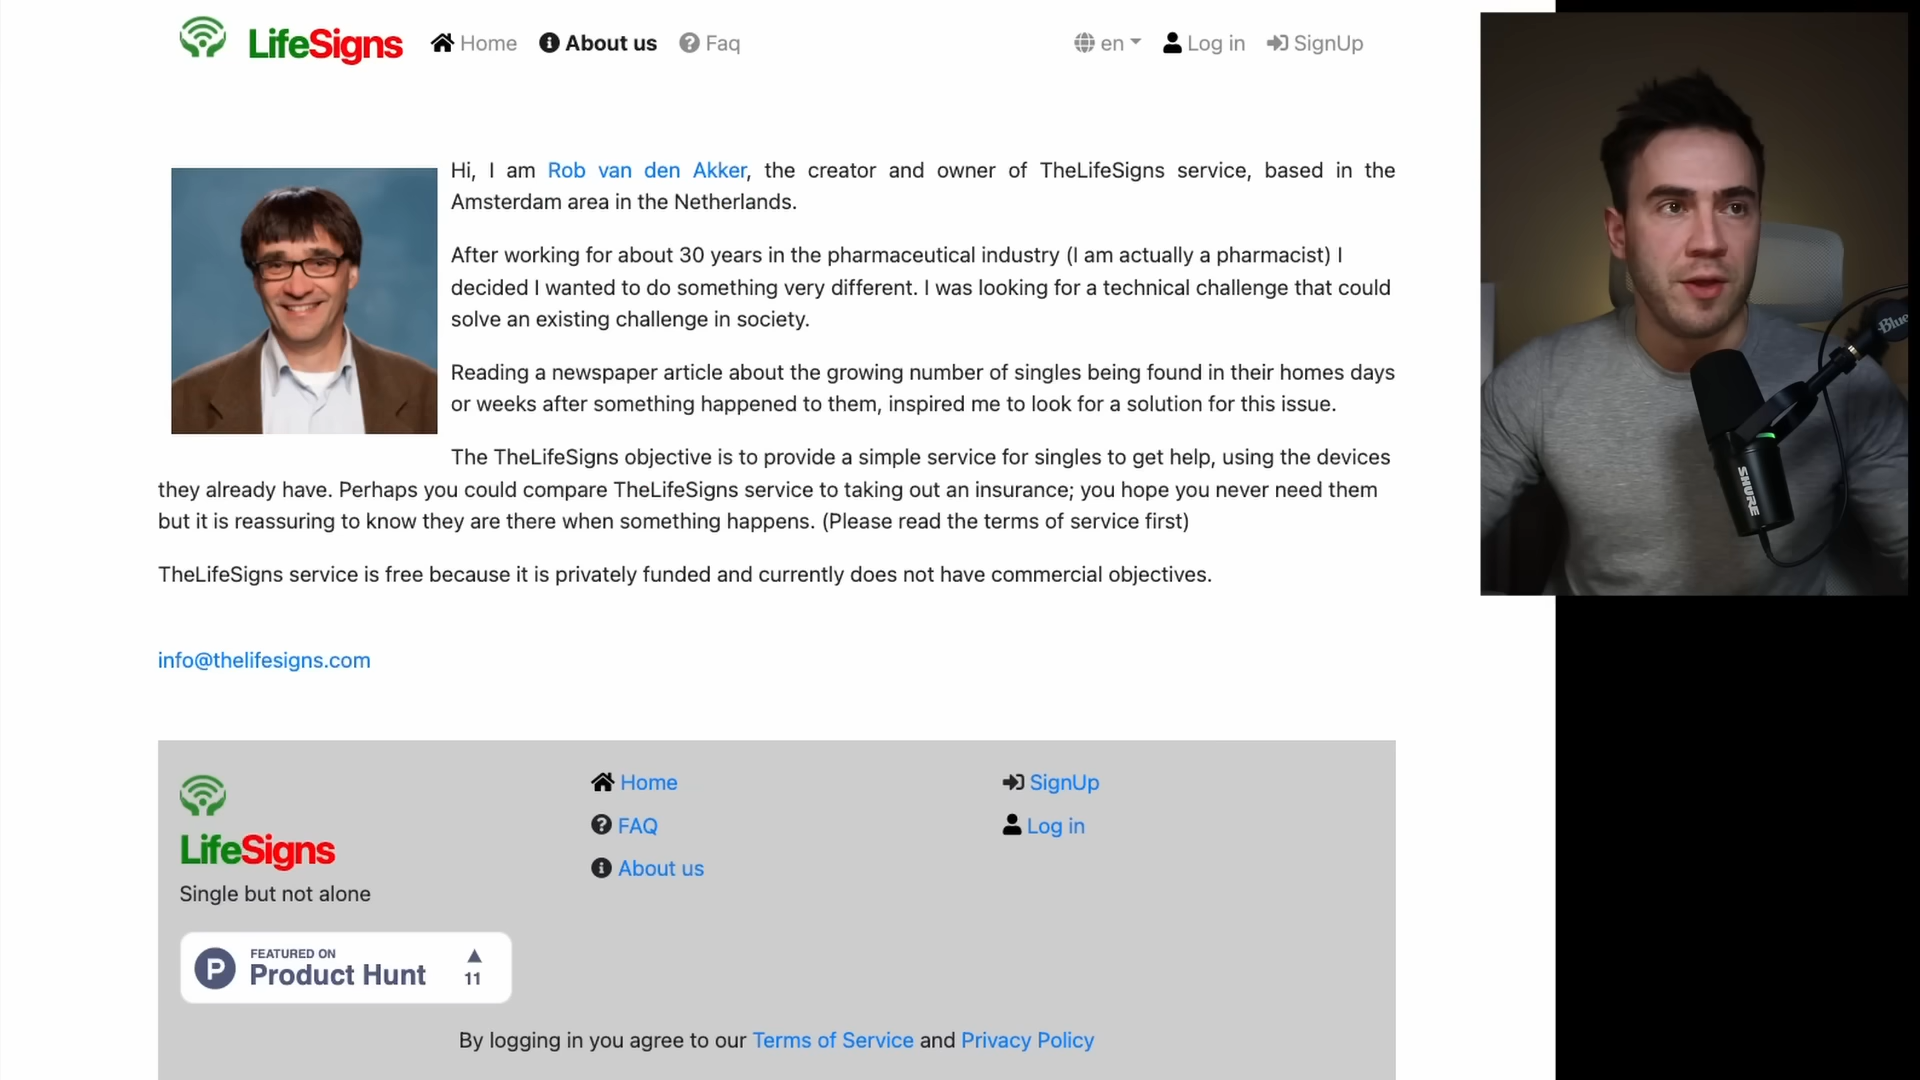 LifeSigns Home About us Faq en Log in SignUp
Hi, I am Rob van den Akker, the creator and owner of TheLifeSigns service, based in the
Amsterdam area in the Netherlands.
After working for about 30 years in the pharmaceutical industry (I am actually a pharmacist) I
decided I wanted to do something very different. I was looking for a technical challenge that could
solve an existing challenge in society.
Reading a newspaper article about the growing number of singles being found in their homes days
or weeks after something happened to them, inspired me to look for a solution for this issue.
The TheLifeSigns objective is to provide a simple service for singles to get help, using the devices
they already have. Perhaps you could compare TheLifeSigns service to taking out an insurance; you hope you never need them
but it is reassuring to know they are there when something happens. (Please read the terms of service first)
TheLifeSigns service is free because it is privately funded and currently does not have commercial objectives.
info@thelifesigns.com
LifeSigns
Single but not alone
FEATURED ON
Product Hunt
11
Home
FAQ
About us
SignUp
Log in
By logging in you agree to our Terms of Service and Privacy Policy
Blue
SHURE